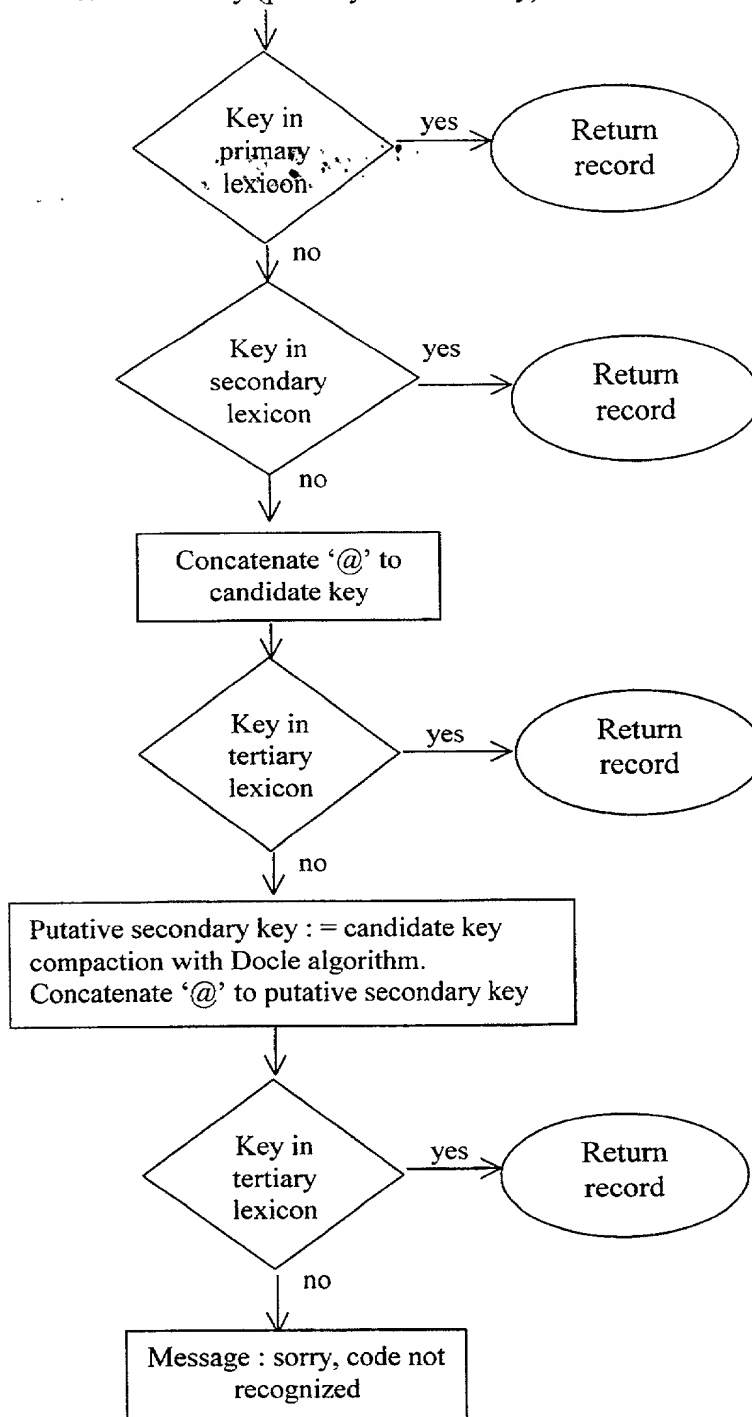 Key in
primary
lexicon
yes
Return
record
no
Key in
secondary
lexicon
yes
Return
record
no
Concatenate ‘@’ to
candidate key
Key in
tertiary
lexicon
yes
Return
record
no
Putative secondary key : = candidate key
compaction with Docle algorithm.
Concatenate ‘@’ to putative secondary key
Key in
tertiary
lexicon
yes
Return
record
no
Message : sorry, code not
recognized